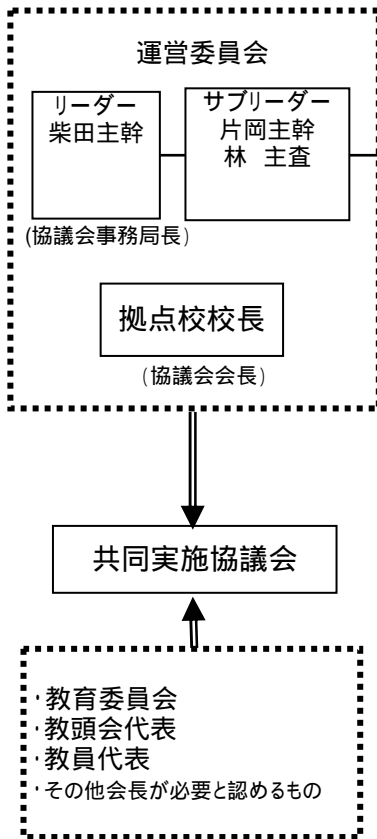 運営委員会
リーダー
柴田主幹
サブリーダー
片岡主幹
林 主査
(協議会事務局長)
拠点校校長
(協議会会長)
共同実施協議会
・教育委員会
・教頭会代表
・教員代表
・その他会長が必要と認めるもの